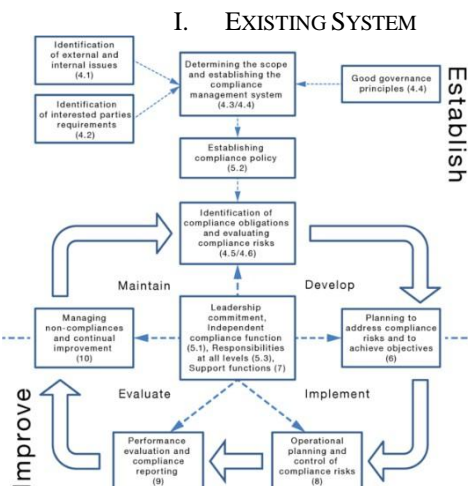 I. EXISTING SYSTEM
Identification
of external and
internal issues
(4.1)
Determining the scope
and establishing the
compliance
management system
(4.3/4.4)
Good governance
principles (4.4)
Establish
Identification
of interested parties
requirements
(4.2)
Establishing
compliance policy
(5.2)
Identification of
compliance obligations
and evaluating
compliance risks
(4.5/4.6)
Maintain
Develop
Managing
non-compliances
and continual
improvement
(10)
Leadership
commitment,
Independent
compliance function
(5.1), Responsibilities
at all levels (5.3),
Support functions (7)
Planning to
address compliance
risks and to
achieve objectives
(6)
Evaluate
Implement
Improve
Performance
evaluation and
compliance
reporting
(9)
Operational
planning and
control of
compliance risks
(8)